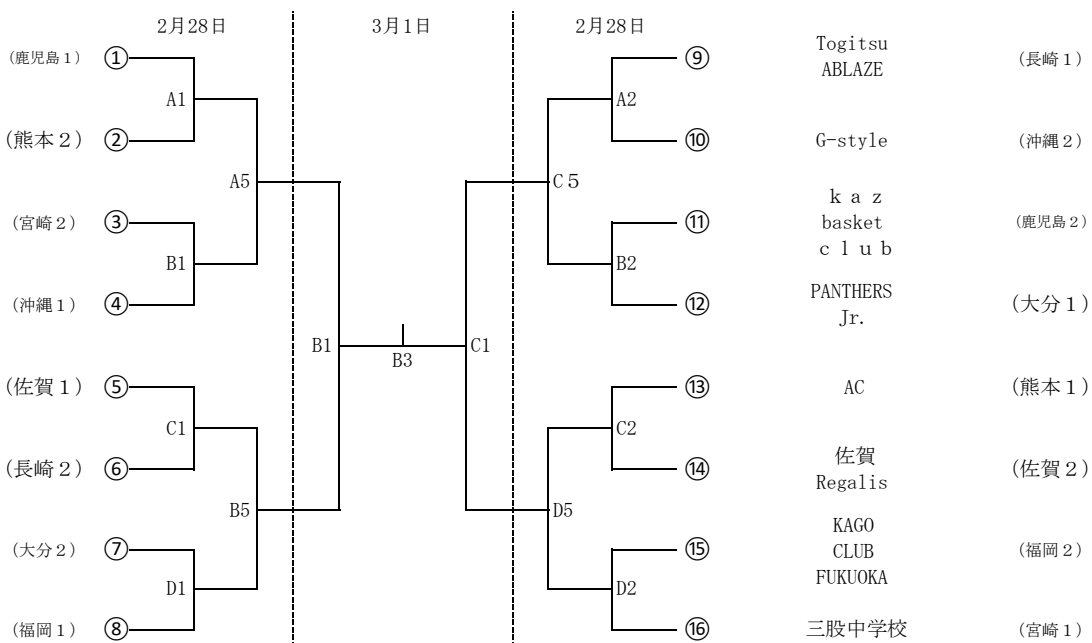 2月28日
3月1日
2月28日
(鹿児島1) ①
A1
(熊本2) ②
A5
(宮崎2) ③
B1
(沖縄1) ④
B1
(佐賀1) ⑤
C1
(長崎2) ⑥
B5
(大分2) ⑦
D1
(福岡1) ⑧
B3
C1
⑨ Togitsu (長崎1)
ABLAZE
A2
⑩ G-style (沖縄2)
C5
k a z
⑪ basket (鹿児島2)
c l u b
B2
⑫ PANTHERS (大分1)
Jr.
⑬ AC (熊本1)
C2
⑭ 佐賀 (佐賀2)
Regalis
D5
KAGO
⑮ CLUB (福岡2)
FUKUOKA
D2
⑯ 三股中学校 (宮崎1)